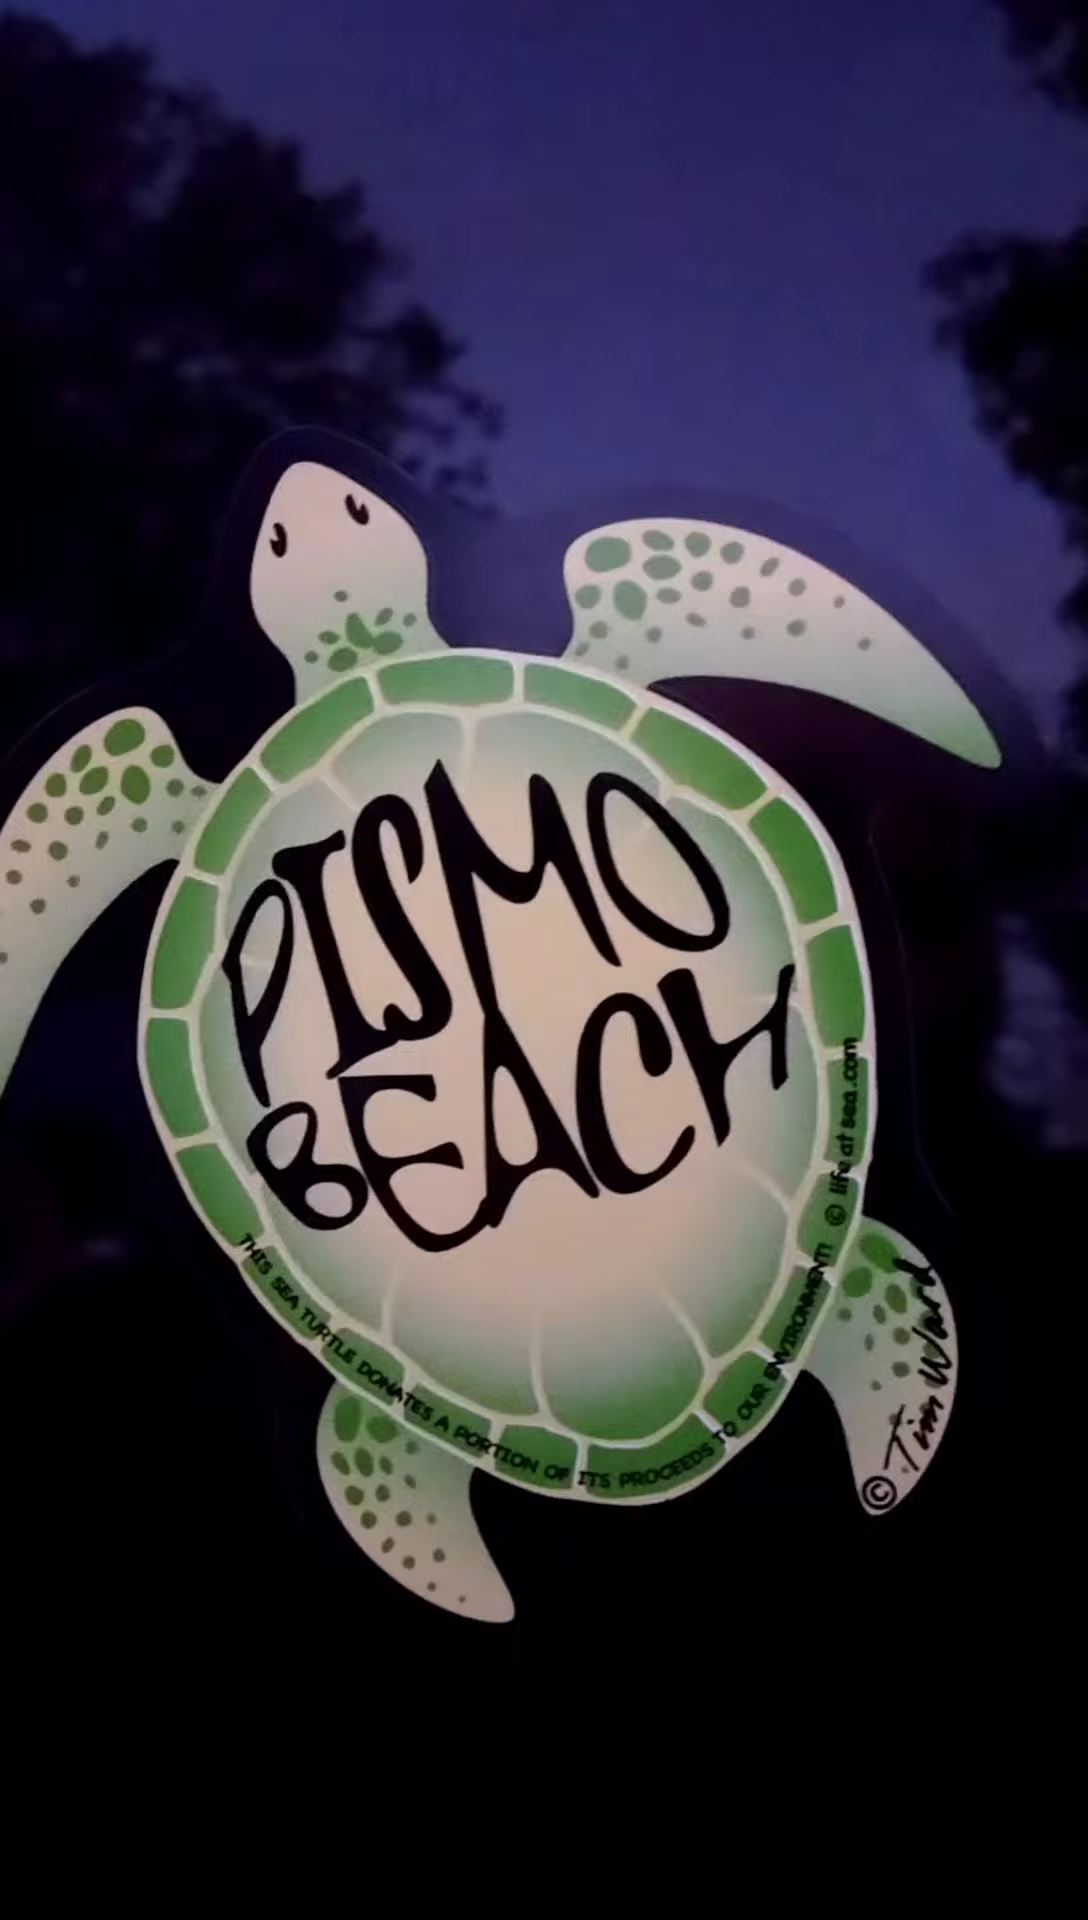 PISMO
BEACH
THIS SEA TURTLE DONATES A PORTION OF ITS PROCEEDS TO OUR ENVIRONMENT! © life at sea.com
© Tim Ward